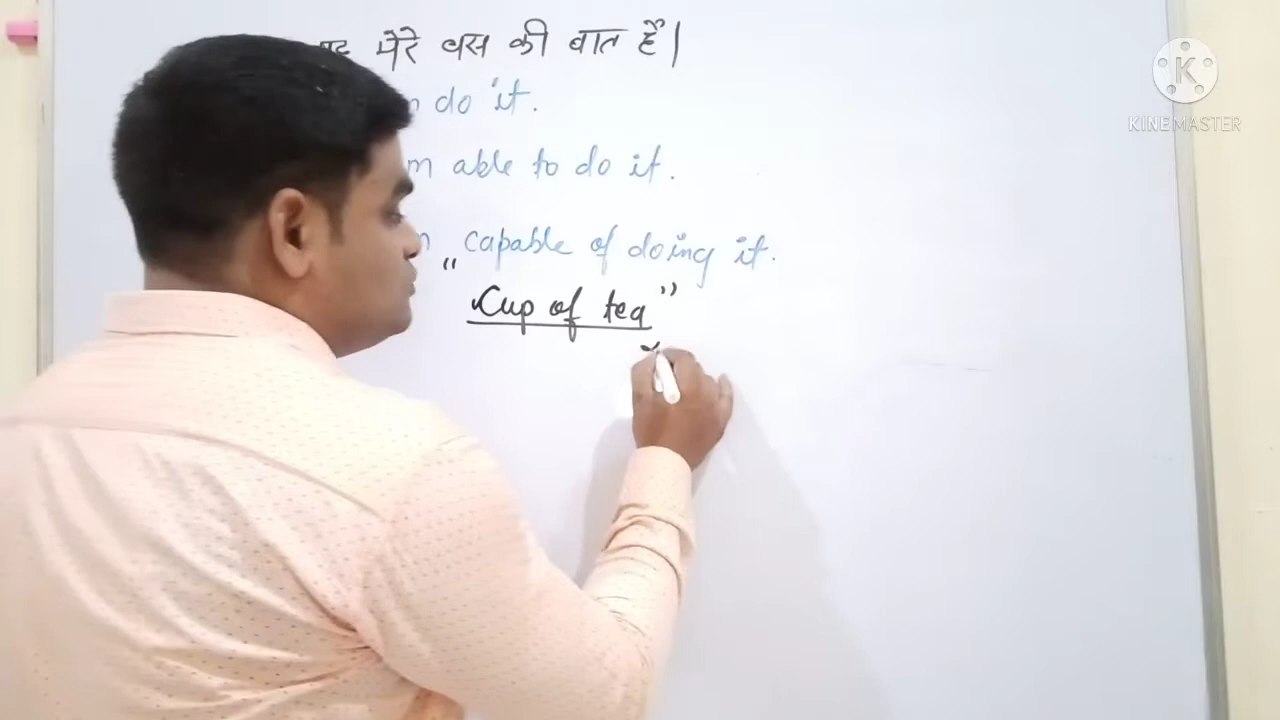 मेरे वस की बात है।
do it.
able to do it.
capable of doing it.
"Cup of tea"
KINEMASTER